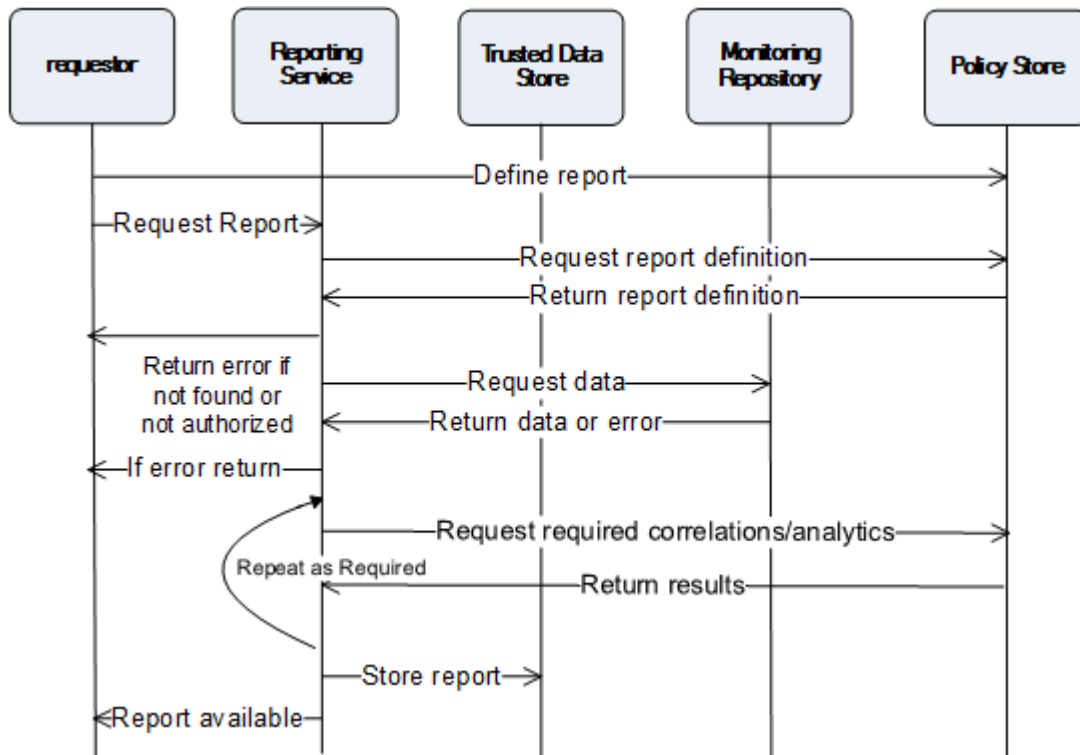 requestor
Reporting
Service
Trusted Data
Store
Monitoring
Repository
Policy Store
Define report
Request Report
Request report definition
Return report definition
Return error if
not found or
not authorized
Request data
Return data or error
If error return
Request required correlations/analytics
Repeat as Required
Return results
Store report
Report available